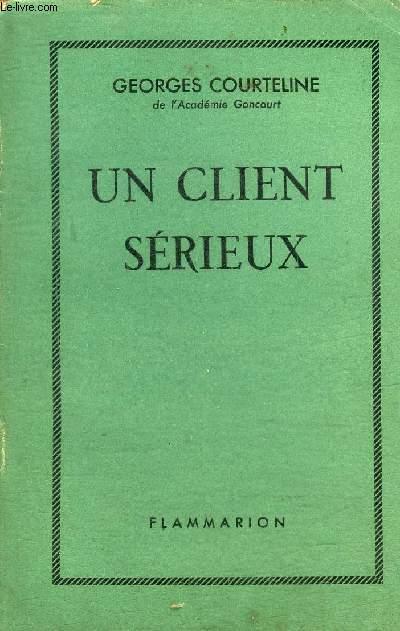 Le-livre.com
GEORGES COURTELINE
de l'Académie Goncourt
UN CLIENT
SÉRIEUX
FLAMMARION